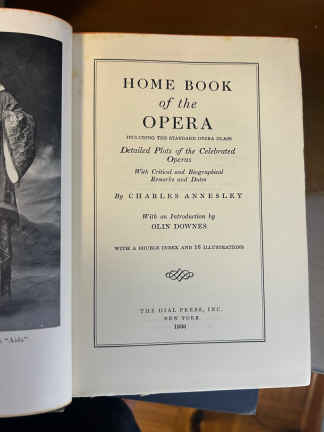 HOME BOOK
of the
OPERA
INCLUDING THE STANDARD OPERA GLASS
Detailed Plots of the Celebrated
Operas
With Critical and Biographical
Remarks and Dates
By CHARLES ANNESLEY
With an Introduction by
OLIN DOWNES
WITH A DOUBLE INDEX AND 16 ILLUSTRATIONS
THE DIAL PRESS, INC.
NEW YORK
"Aida"